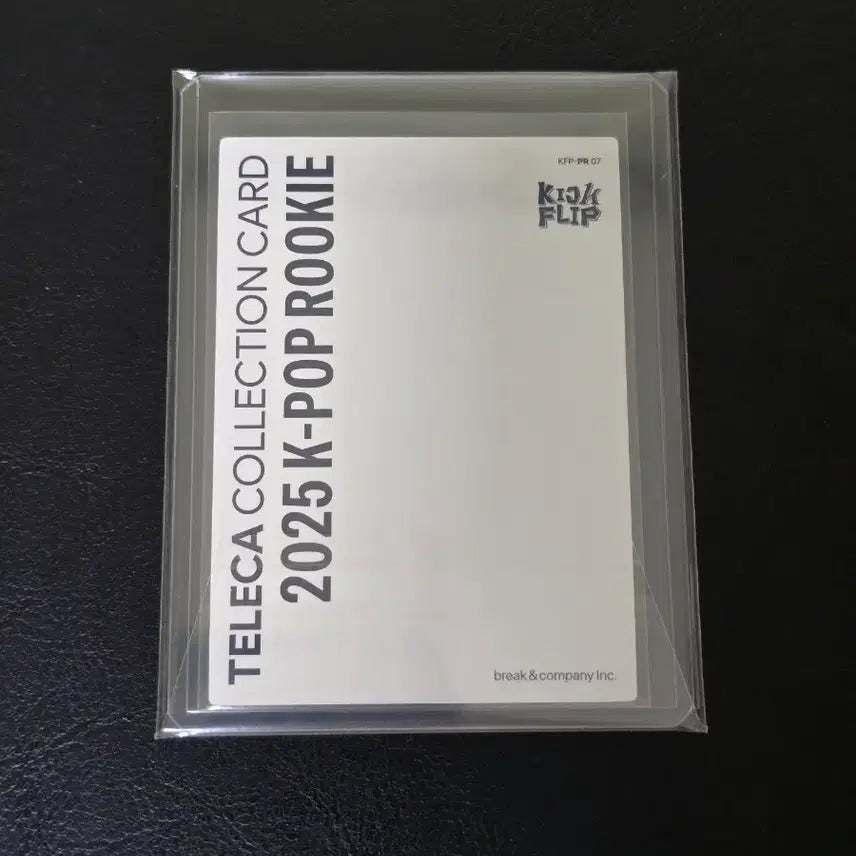 TELECA COLLECTION CARD
2025 K-POP ROOKIE
KFP-PR 07
KICK
FLIP
break & company Inc.